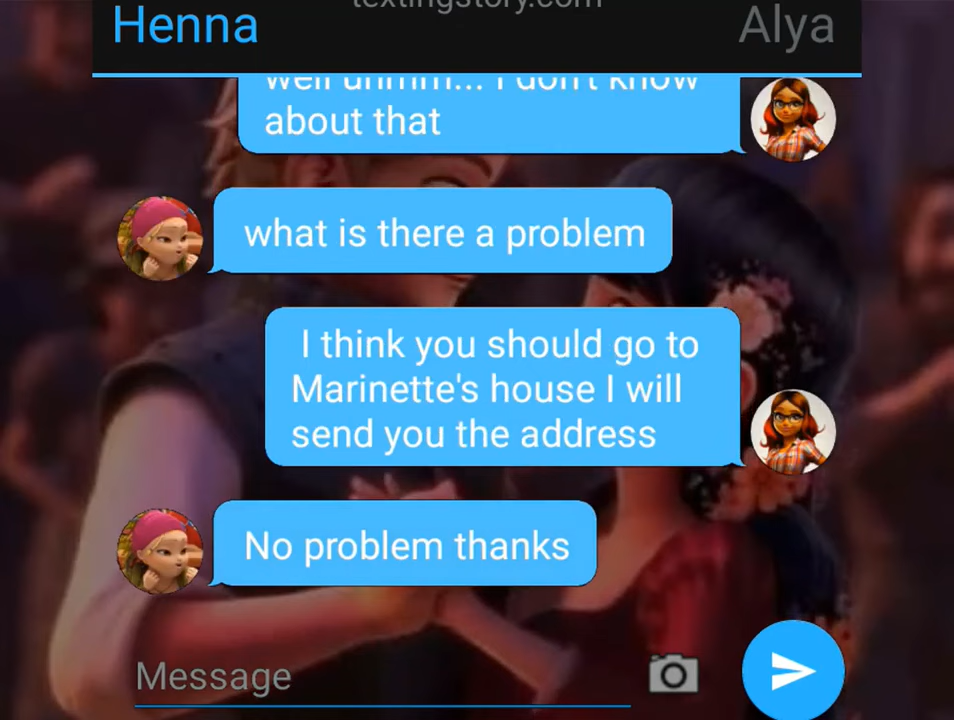 textingstory.com
Henna
Alya
well uhmm... I don't know
about that
what is there a problem
I think you should go to
Marinette's house I will
send you the address
No problem thanks
Message